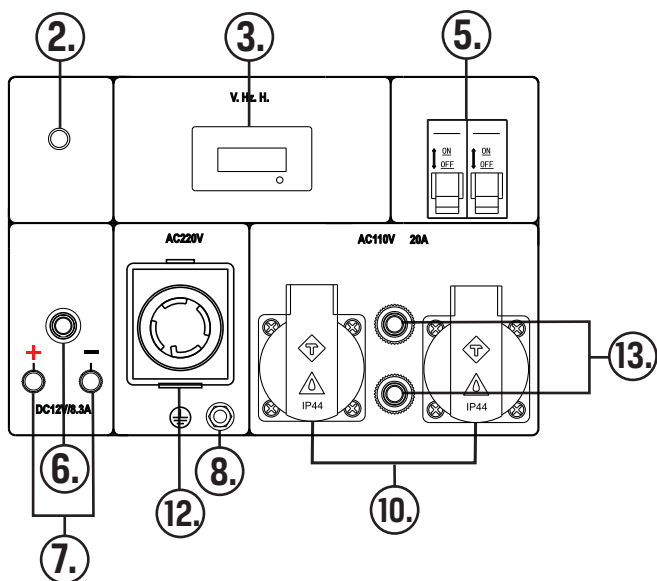 2.
3.
5.
V. Hz. H.
ON
OFF
ON
OFF
AC220V
AC110V 20A
+
-
DC12V/8.3A
T
IP44
T
IP44
13.
6.
8.
12.
10.
7.